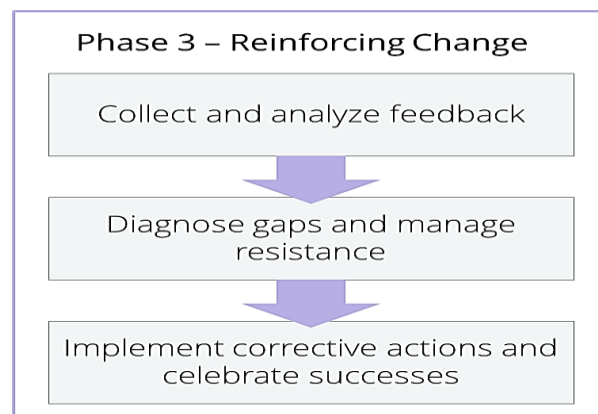 Phase 3 – Reinforcing Change
Collect and analyze feedback
Diagnose gaps and manage
resistance
Implement corrective actions and
celebrate successes